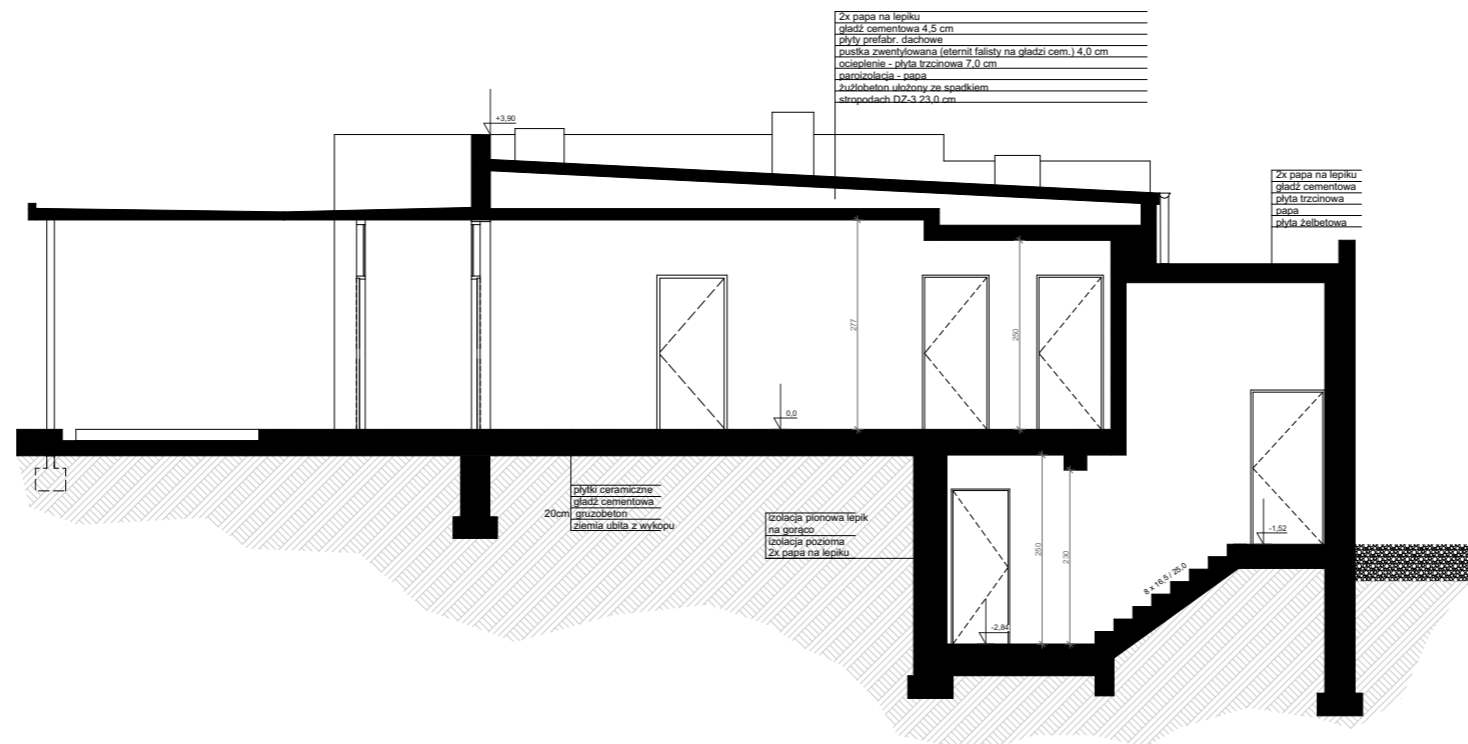 2x papa na lepiku
gładź cementowa 4,5 cm
płyty prefabr. dachowe
pustka zwentylowana (eternit falisty na gładzi cem.) 4,0 cm
ocieplenie - płyta trzcinowa 7,0 cm
paroizolacja - papa
żużlobeton ułożony ze spadkiem
stropodach DZ-3 23,0 cm
+3,90
2x papa na lepiku
gładź cementowa
płyta trzcinowa
papa
płyta żelbetowa
277
250
0,0
płytki ceramiczne
gładź cementowa
20cm gruzobeton
ziemia ubita z wykopu
izolacja pionowa lepik
na gorąco
izolacja pozioma
2x papa na lepiku
250
230
8 x 16,5 / 25,0
-1,52
-2,84